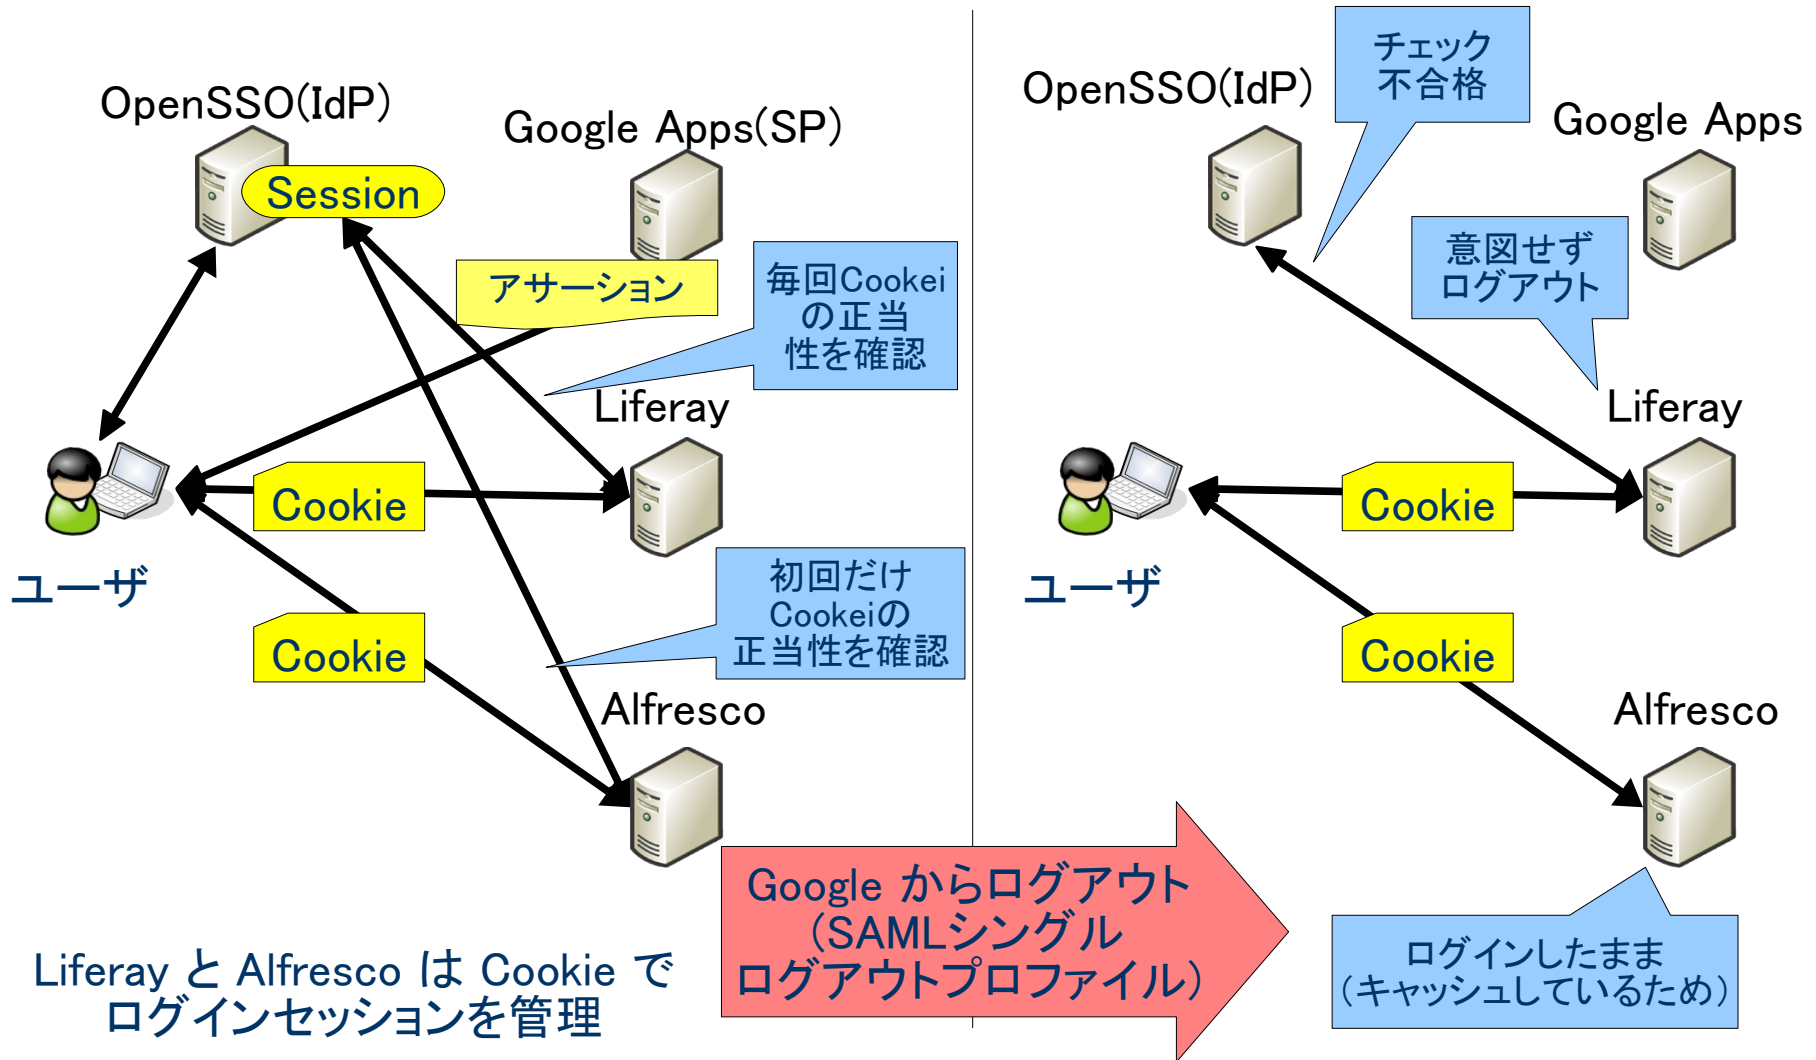 OpenSSO(IdP)
Google Apps(SP)
Session
アサーション
毎回Cookei
の正当
性を確認
Liferay
Cookie
ユーザ
初回だけ
Cookeiの
正当性を確認
Cookie
Alfresco
Liferay と Alfresco は Cookie で
ログインセッションを管理
Google からログアウト
(SAMLシングル
ログアウトプロファイル)
チェック
不合格
OpenSSO(IdP)
Google Apps
意図せず
ログアウト
Liferay
Cookie
ユーザ
Cookie
Alfresco
ログインしたまま
(キャッシュしているため)